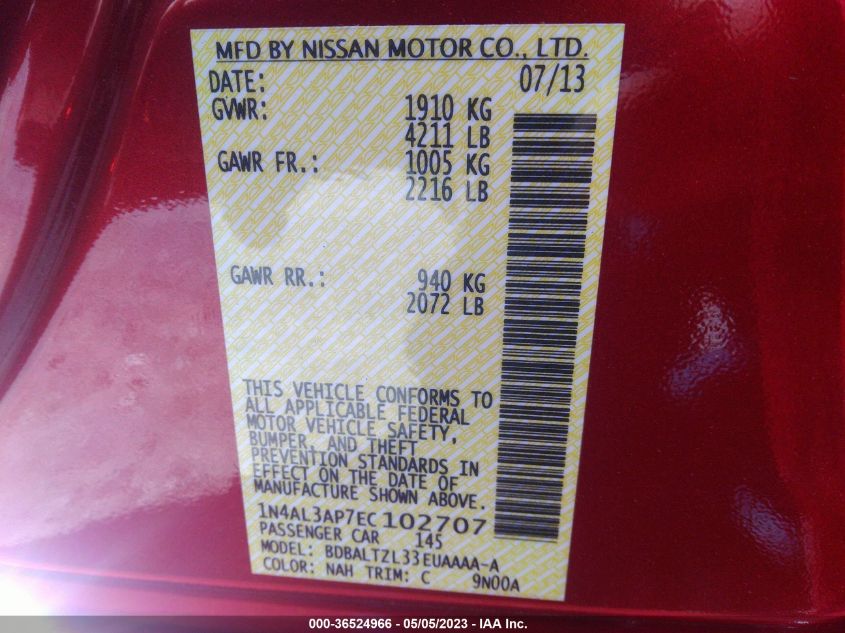 MFD BY NISSAN MOTOR CO., LTD.
DATE: 07/13
GVWR: 1910 KG
4211 LB
GAWR FR.: 1005 KG
2216 LB
GAWR RR.: 940 KG
2072 LB
THIS VEHICLE CONFORMS TO
ALL APPLICABLE FEDERAL
MOTOR VEHICLE SAFETY,
BUMPER, AND THEFT
PREVENTION STANDARDS IN
EFFECT ON THE DATE OF
MANUFACTURE SHOWN ABOVE.
1N4AL3AP7EC102707
PASSENGER CAR 145
MODEL: BDBALTZL33EUAAAA-A
COLOR: NAH TRIM: C 9N00A
000-36524966 - 05/05/2023 - IAA Inc.